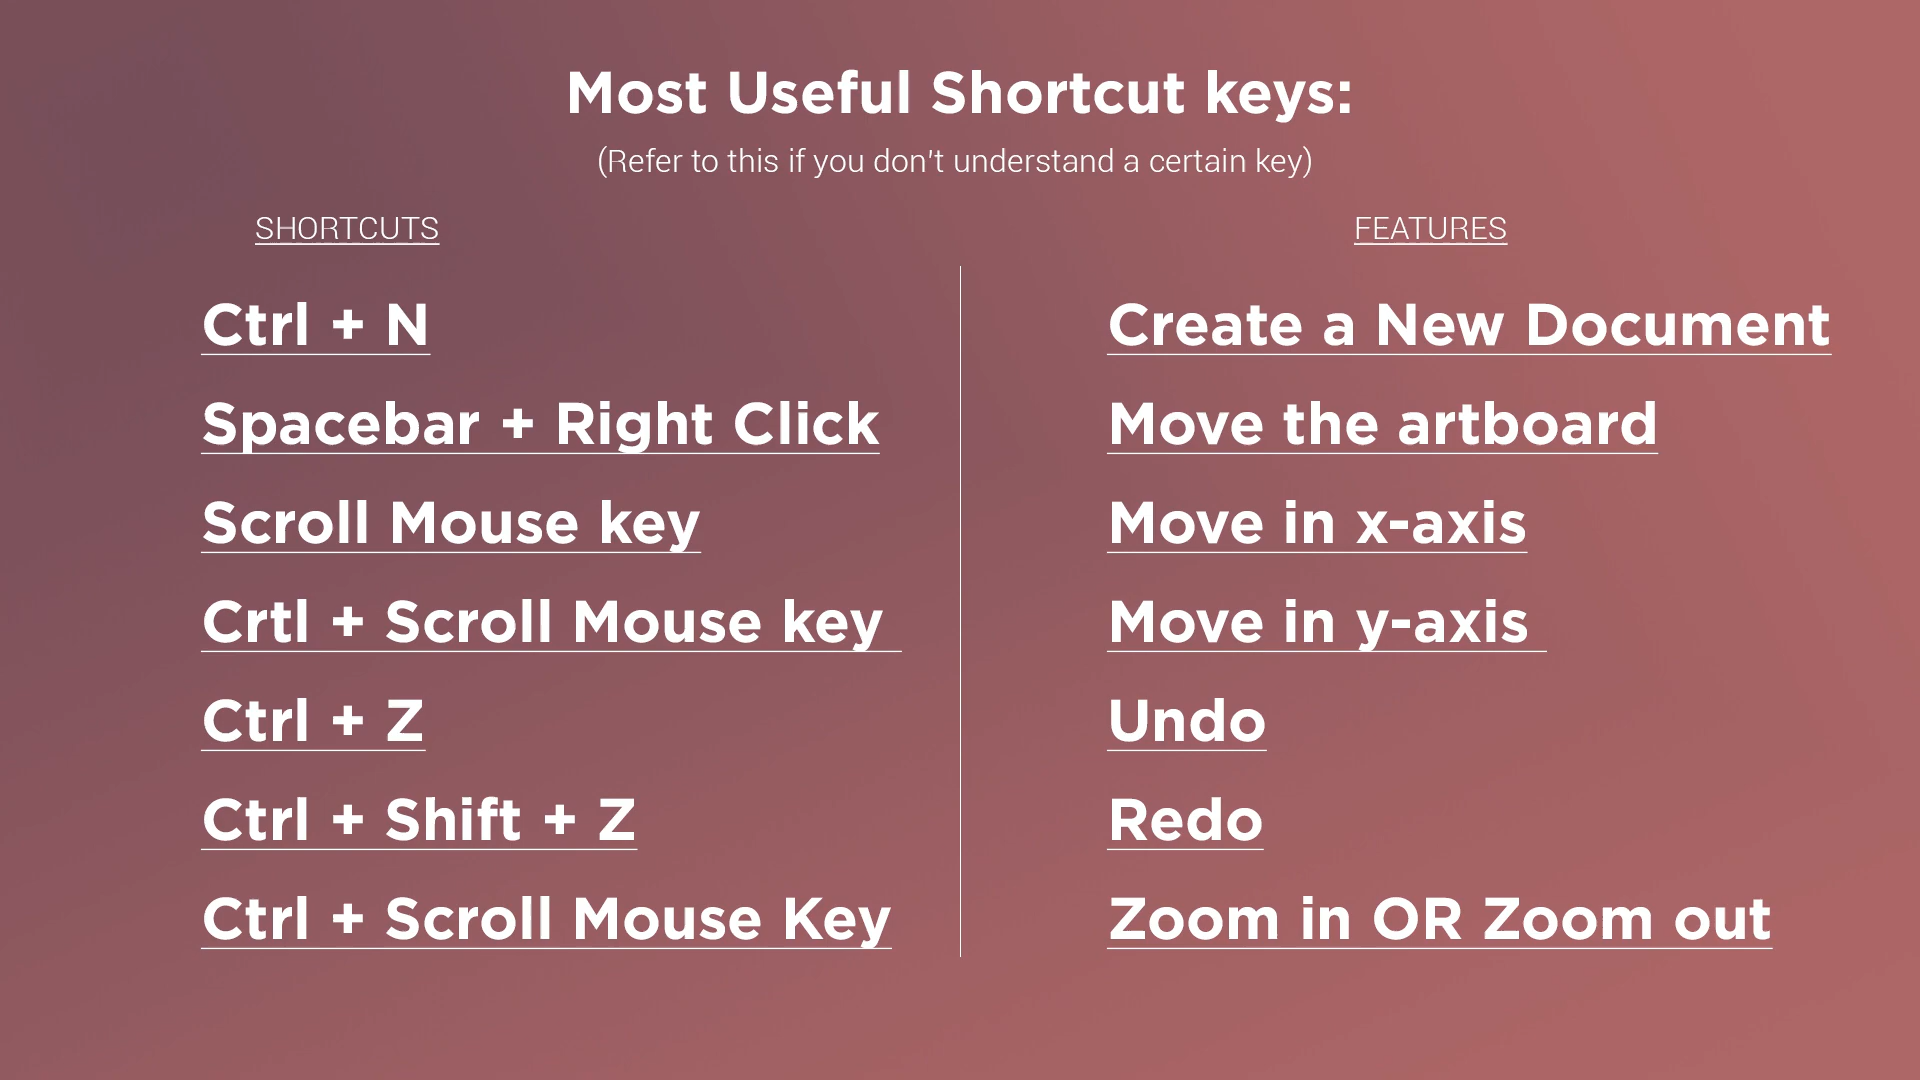 Most Useful Shortcut keys:
(Refer to this if you don't understand a certain key)
SHORTCUTS
FEATURES
Ctrl + N
Create a New Document
Spacebar + Right Click
Move the artboard
Scroll Mouse key
Move in x-axis
Crtl + Scroll Mouse key
Move in y-axis
Ctrl + Z
Undo
Ctrl + Shift + Z
Redo
Ctrl + Scroll Mouse Key
Zoom in OR Zoom out